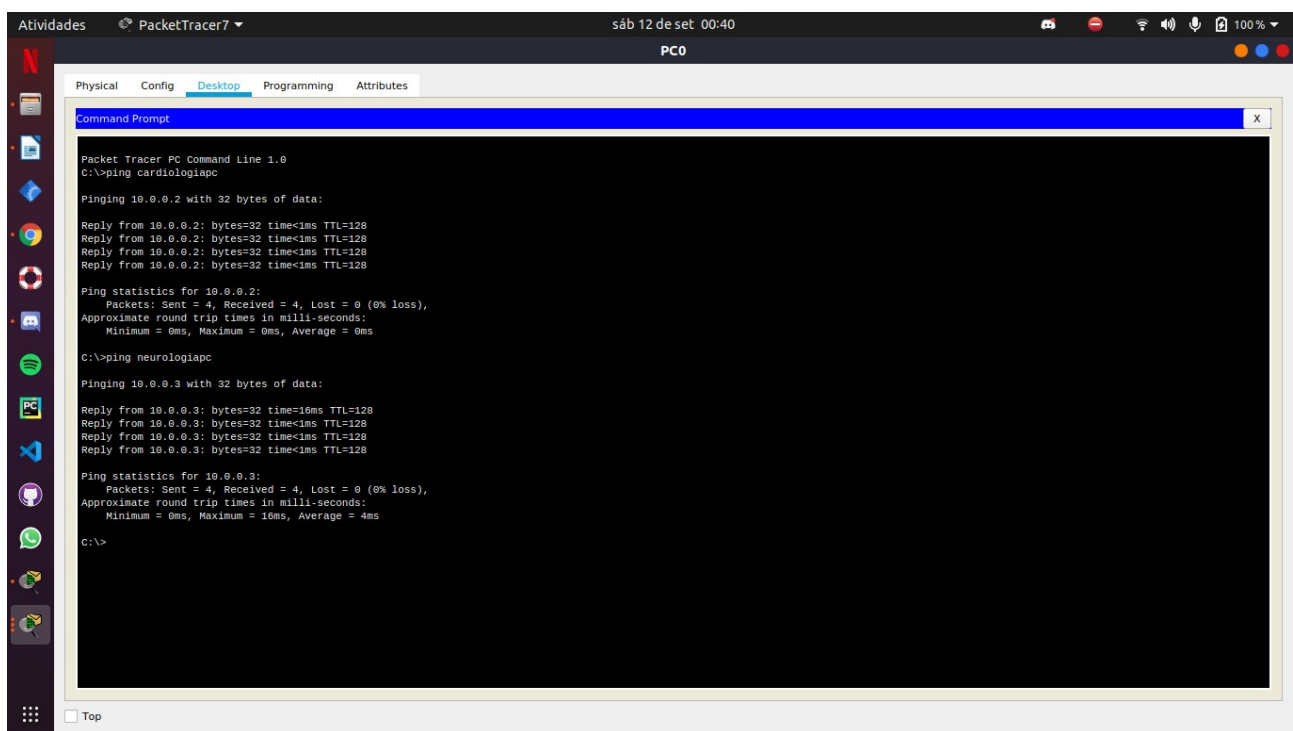 Atividades PacketTracer7 sáb 12 de set 00:40 100 %
PC0
Physical Config Desktop Programming Attributes
Command Prompt X
Packet Tracer PC Command Line 1.0
C:\>ping cardiologiapc
Pinging 10.0.0.2 with 32 bytes of data:
Reply from 10.0.0.2: bytes=32 time<1ms TTL=128
Reply from 10.0.0.2: bytes=32 time<1ms TTL=128
Reply from 10.0.0.2: bytes=32 time<1ms TTL=128
Reply from 10.0.0.2: bytes=32 time<1ms TTL=128
Ping statistics for 10.0.0.2:
Packets: Sent = 4, Received = 4, Lost = 0 (0% loss),
Approximate round trip times in milli-seconds:
Minimum = 0ms, Maximum = 0ms, Average = 0ms
C:\>ping neurologiapc
Pinging 10.0.0.3 with 32 bytes of data:
Reply from 10.0.0.3: bytes=32 time=16ms TTL=128
Reply from 10.0.0.3: bytes=32 time<1ms TTL=128
Reply from 10.0.0.3: bytes=32 time<1ms TTL=128
Reply from 10.0.0.3: bytes=32 time<1ms TTL=128
Ping statistics for 10.0.0.3:
Packets: Sent = 4, Received = 4, Lost = 0 (0% loss),
Approximate round trip times in milli-seconds:
Minimum = 0ms, Maximum = 16ms, Average = 4ms
C:\>
Top